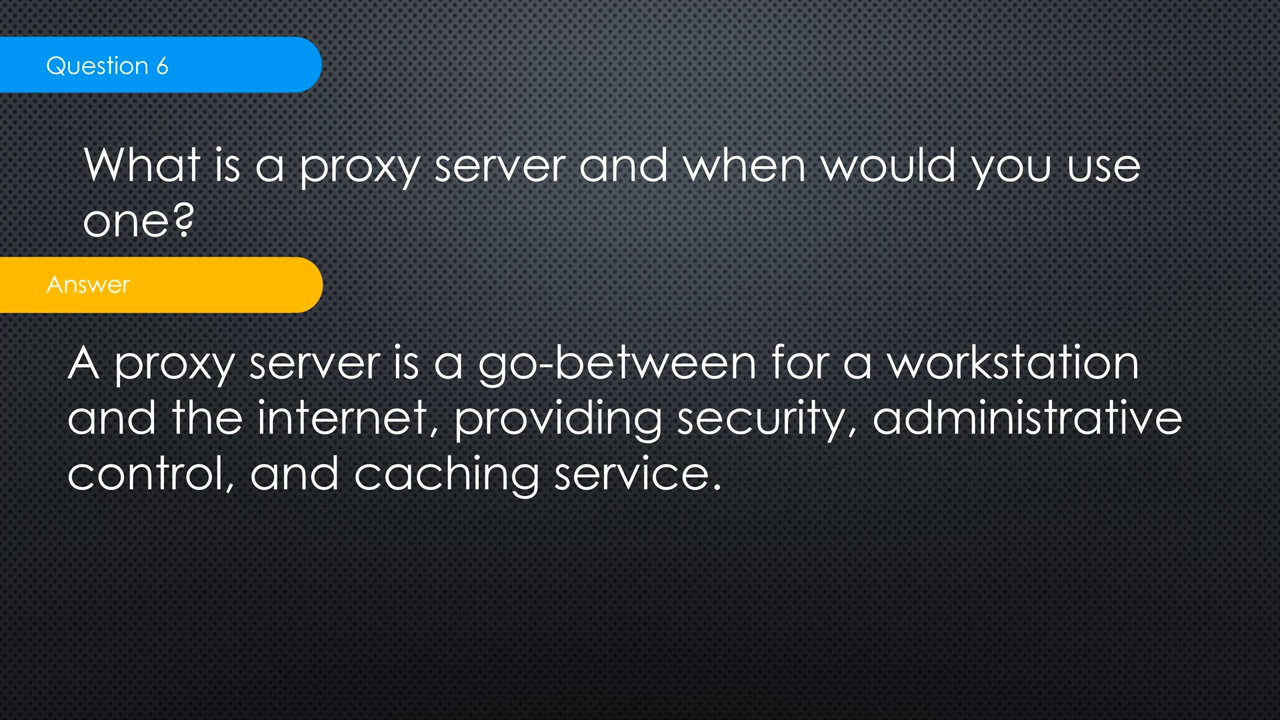 Question 6
What is a proxy server and when would you use
one?
Answer
A proxy server is a go-between for a workstation
and the internet, providing security, administrative
control, and caching service.